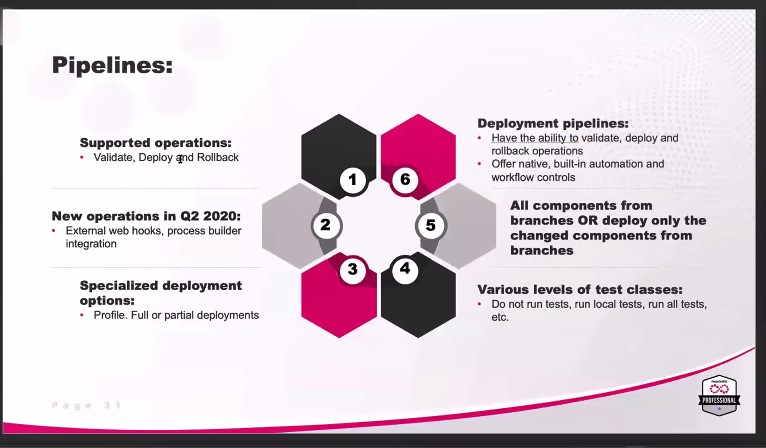 Pipelines:
Supported operations:
• Validate, Deploy and Rollback
New operations in Q2 2020:
• External web hooks, process builder
integration
Specialized deployment
options:
• Profile. Full or partial deployments
1
2
3
4
5
6
Deployment pipelines:
• Have the ability to validate, deploy and
rollback operations
• Offer native, built-in automation and
workflow controls
All components from
branches OR deploy only the
changed components from
branches
Various levels of test classes:
• Do not run tests, run local tests, run all tests,
etc.
Page 31
PROFESSIONAL